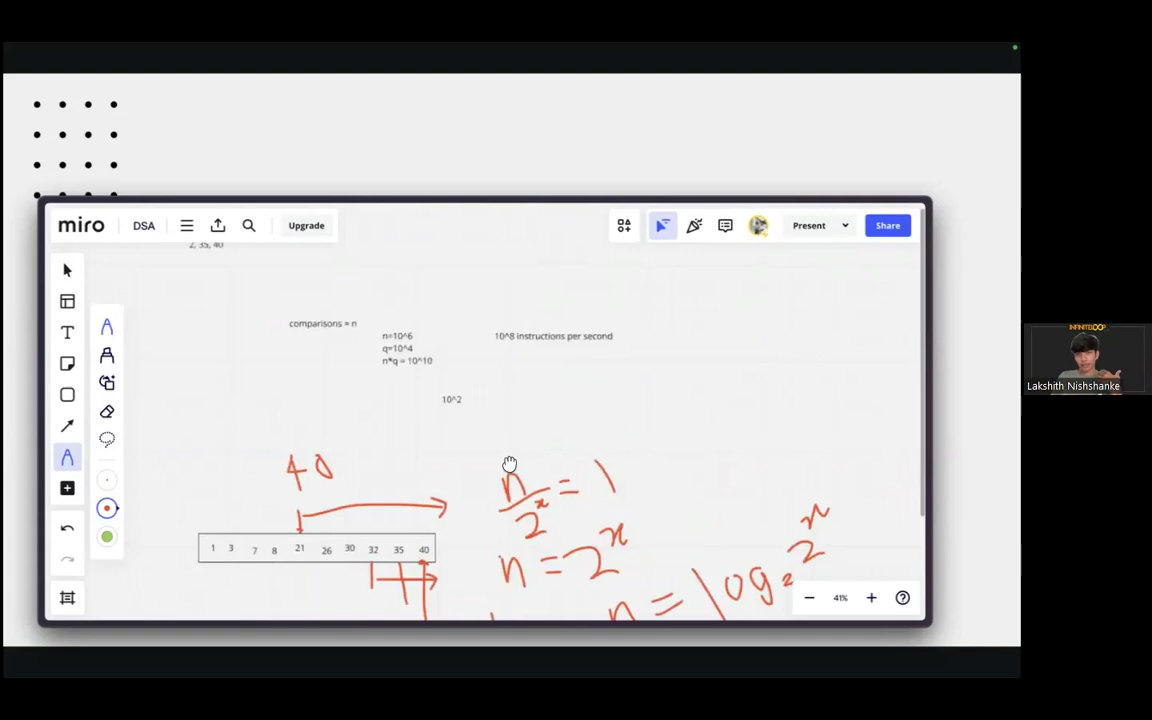 miro
DSA
Upgrade
Present
Share
2, 35, 40
comparisons = n
n=10^6
q=10^4
n*q = 10^10
10^8 instructions per second
10^2
40
n/2^x = 1
n = 2^x
n = log₂ 2^x
1 3 7 8 21 26 30 32 35 40
41%
INFINITELOOP
Lakshith Nishshanke